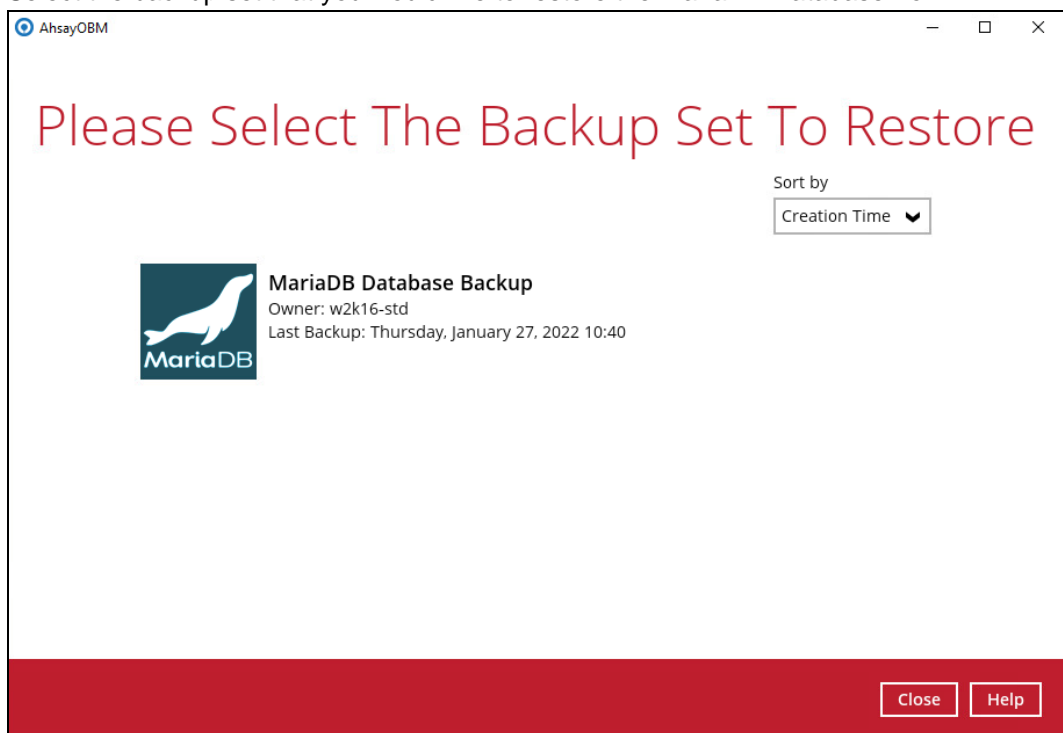 AhsayOBM
Please Select The Backup Set To Restore
Sort by
Creation Time
MariaDB Database Backup
Owner: w2k16-std
Last Backup: Thursday, January 27, 2022 10:40
MariaDB
Close
Help